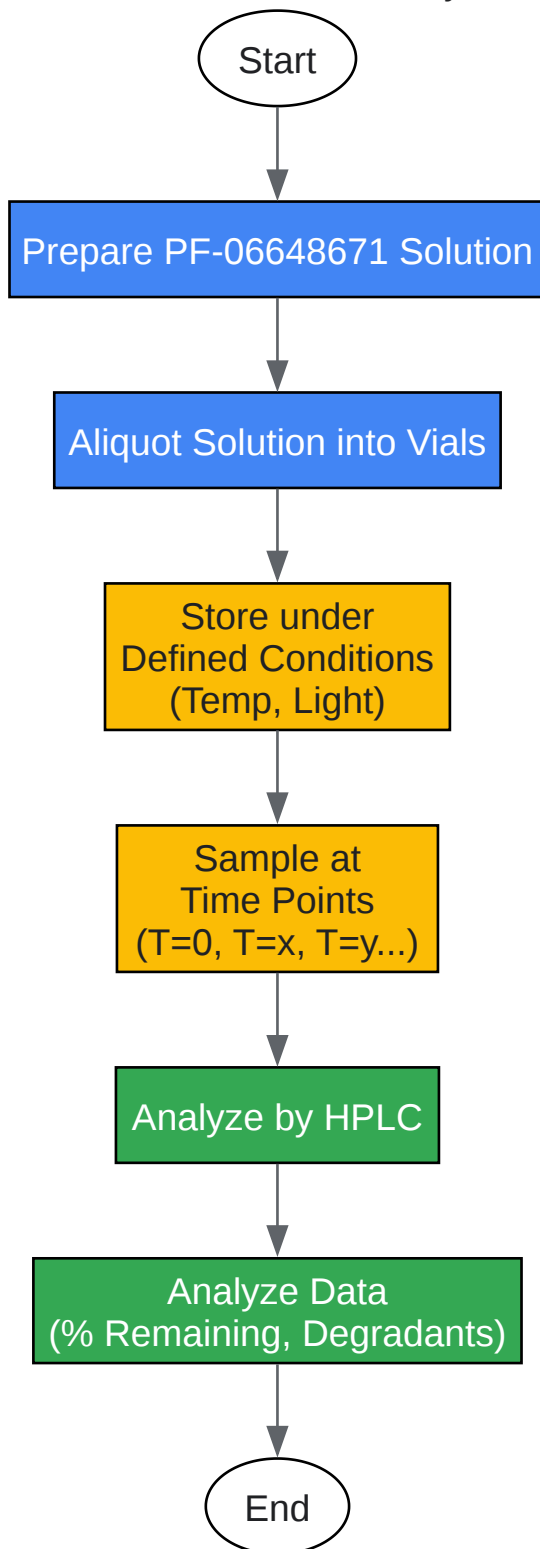 Start
Prepare PF-06648671 Solution
Aliquot Solution into Vials
Store under
Defined Conditions
(Temp, Light)
Sample at
Time Points
(T=0, T=x, T=y...)
Analyze by HPLC
Analyze Data
(% Remaining, Degradants)
End